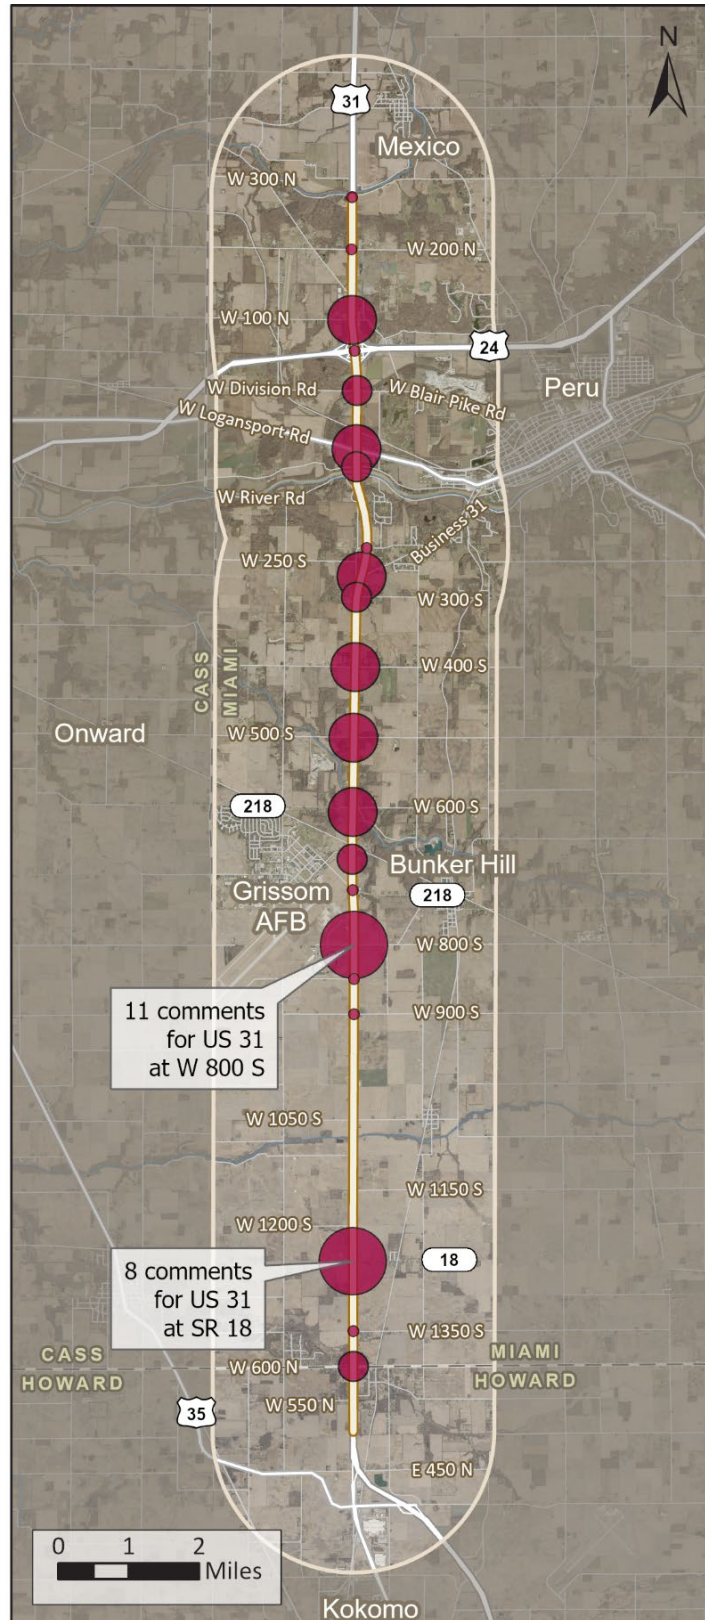 N
31
Mexico
W 300 N
W 200 N
W 100 N
24
W Division Rd
W Blair Pike Rd
Peru
W Logansport Rd
W River Rd
Business 31
W 250 S
W 300 S
CASS
MIAMI
W 400 S
Onward
W 500 S
218
W 600 S
Bunker Hill
Grissom
AFB
218
W 800 S
11 comments
for US 31
at W 800 S
W 900 S
W 1050 S
W 1150 S
W 1200 S
18
8 comments
for US 31
at SR 18
W 1350 S
CASS
HOWARD
W 600 N
MIAMI
HOWARD
W 550 N
35
E 450 N
0 1 2
Miles
Kokomo